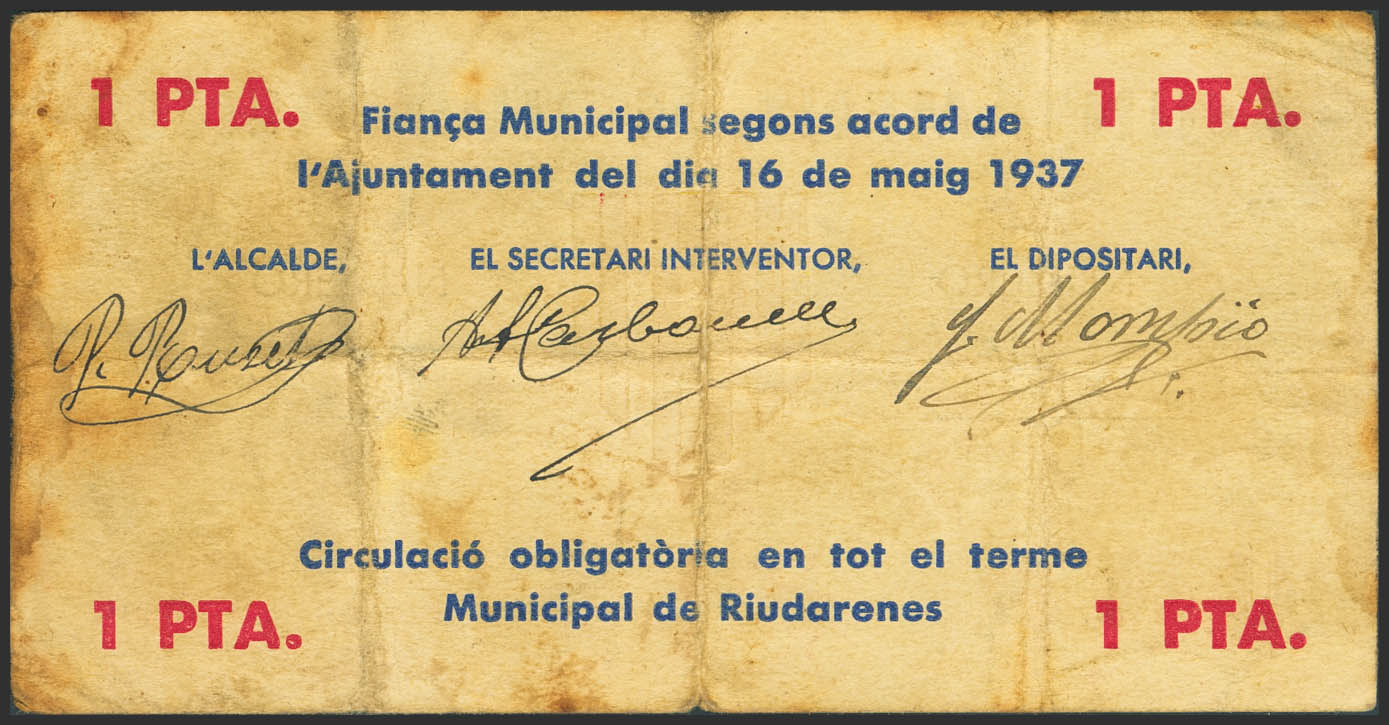 1 PTA.
1 PTA.
Fiança Municipal segons acord de
l'Ajuntament del dia 16 de maig 1937
L'ALCALDE,
EL SECRETARI INTERVENTOR,
EL DIPOSITARI,
Circulació obligatòria en tot el terme
Municipal de Riudarenes
1 PTA.
1 PTA.